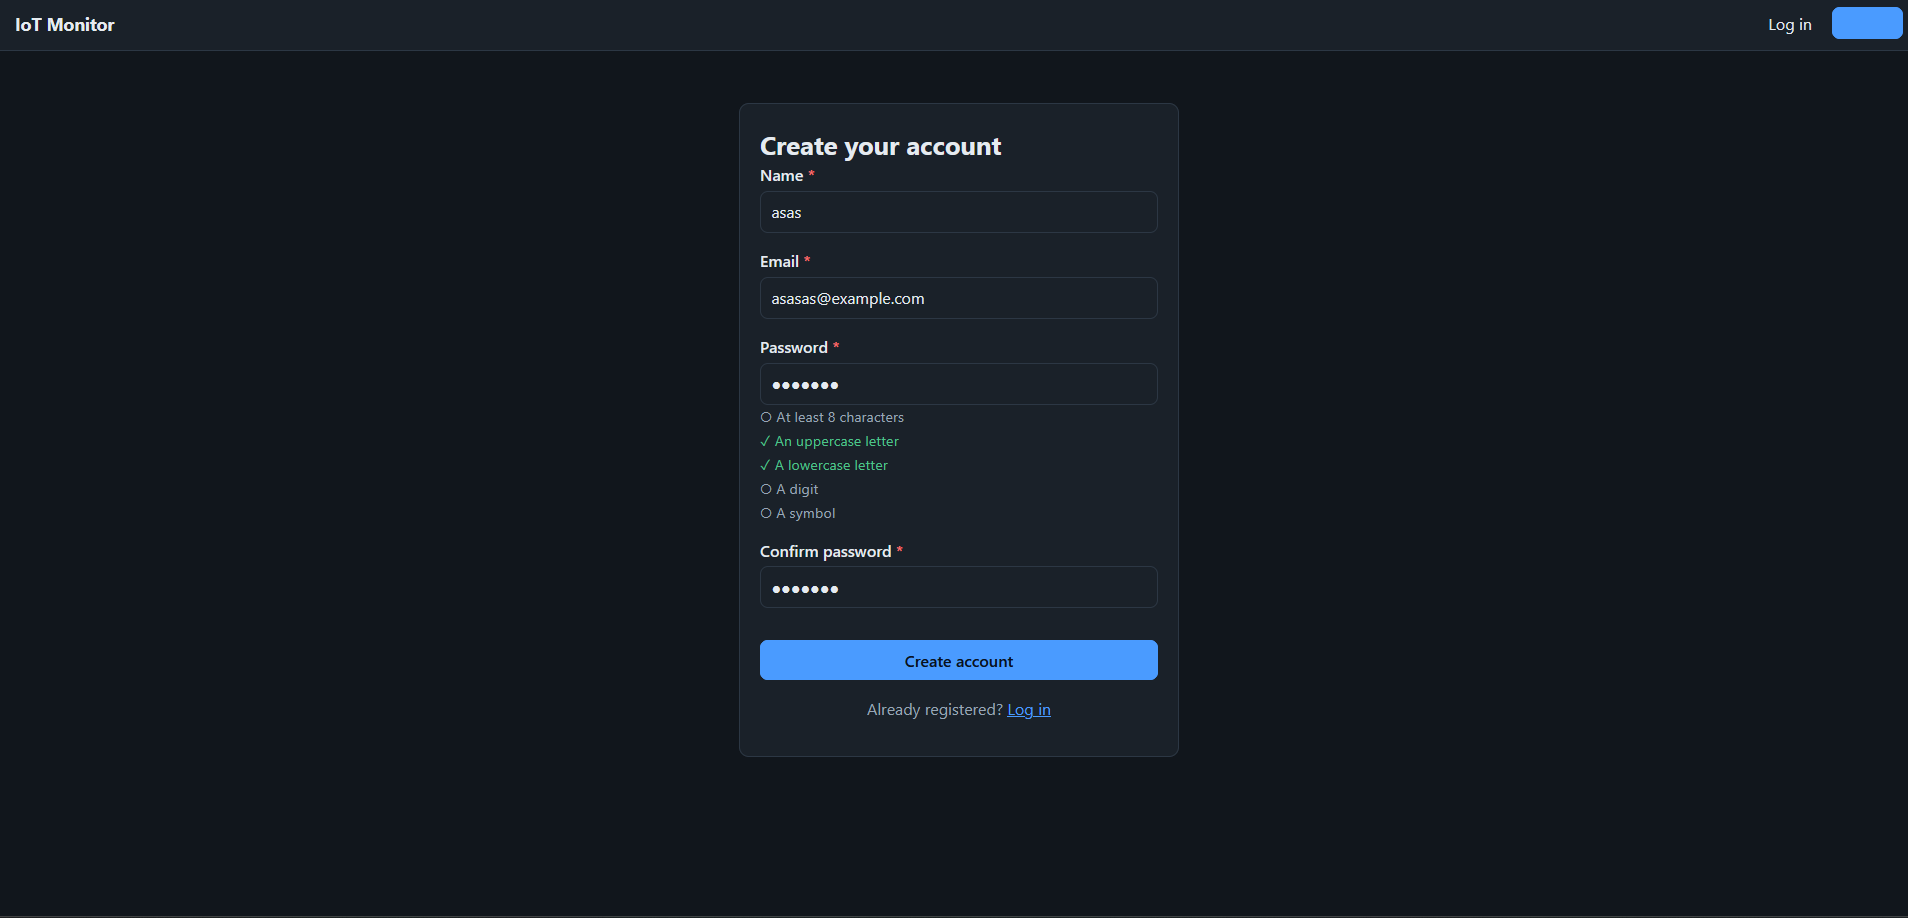 IoT Monitor
Log in
Create your account
Name *
asas
Email *
asasas@example.com
Password *
●●●●●●●
○ At least 8 characters
✓ An uppercase letter
✓ A lowercase letter
○ A digit
○ A symbol
Confirm password *
●●●●●●●
Create account
Already registered? Log in